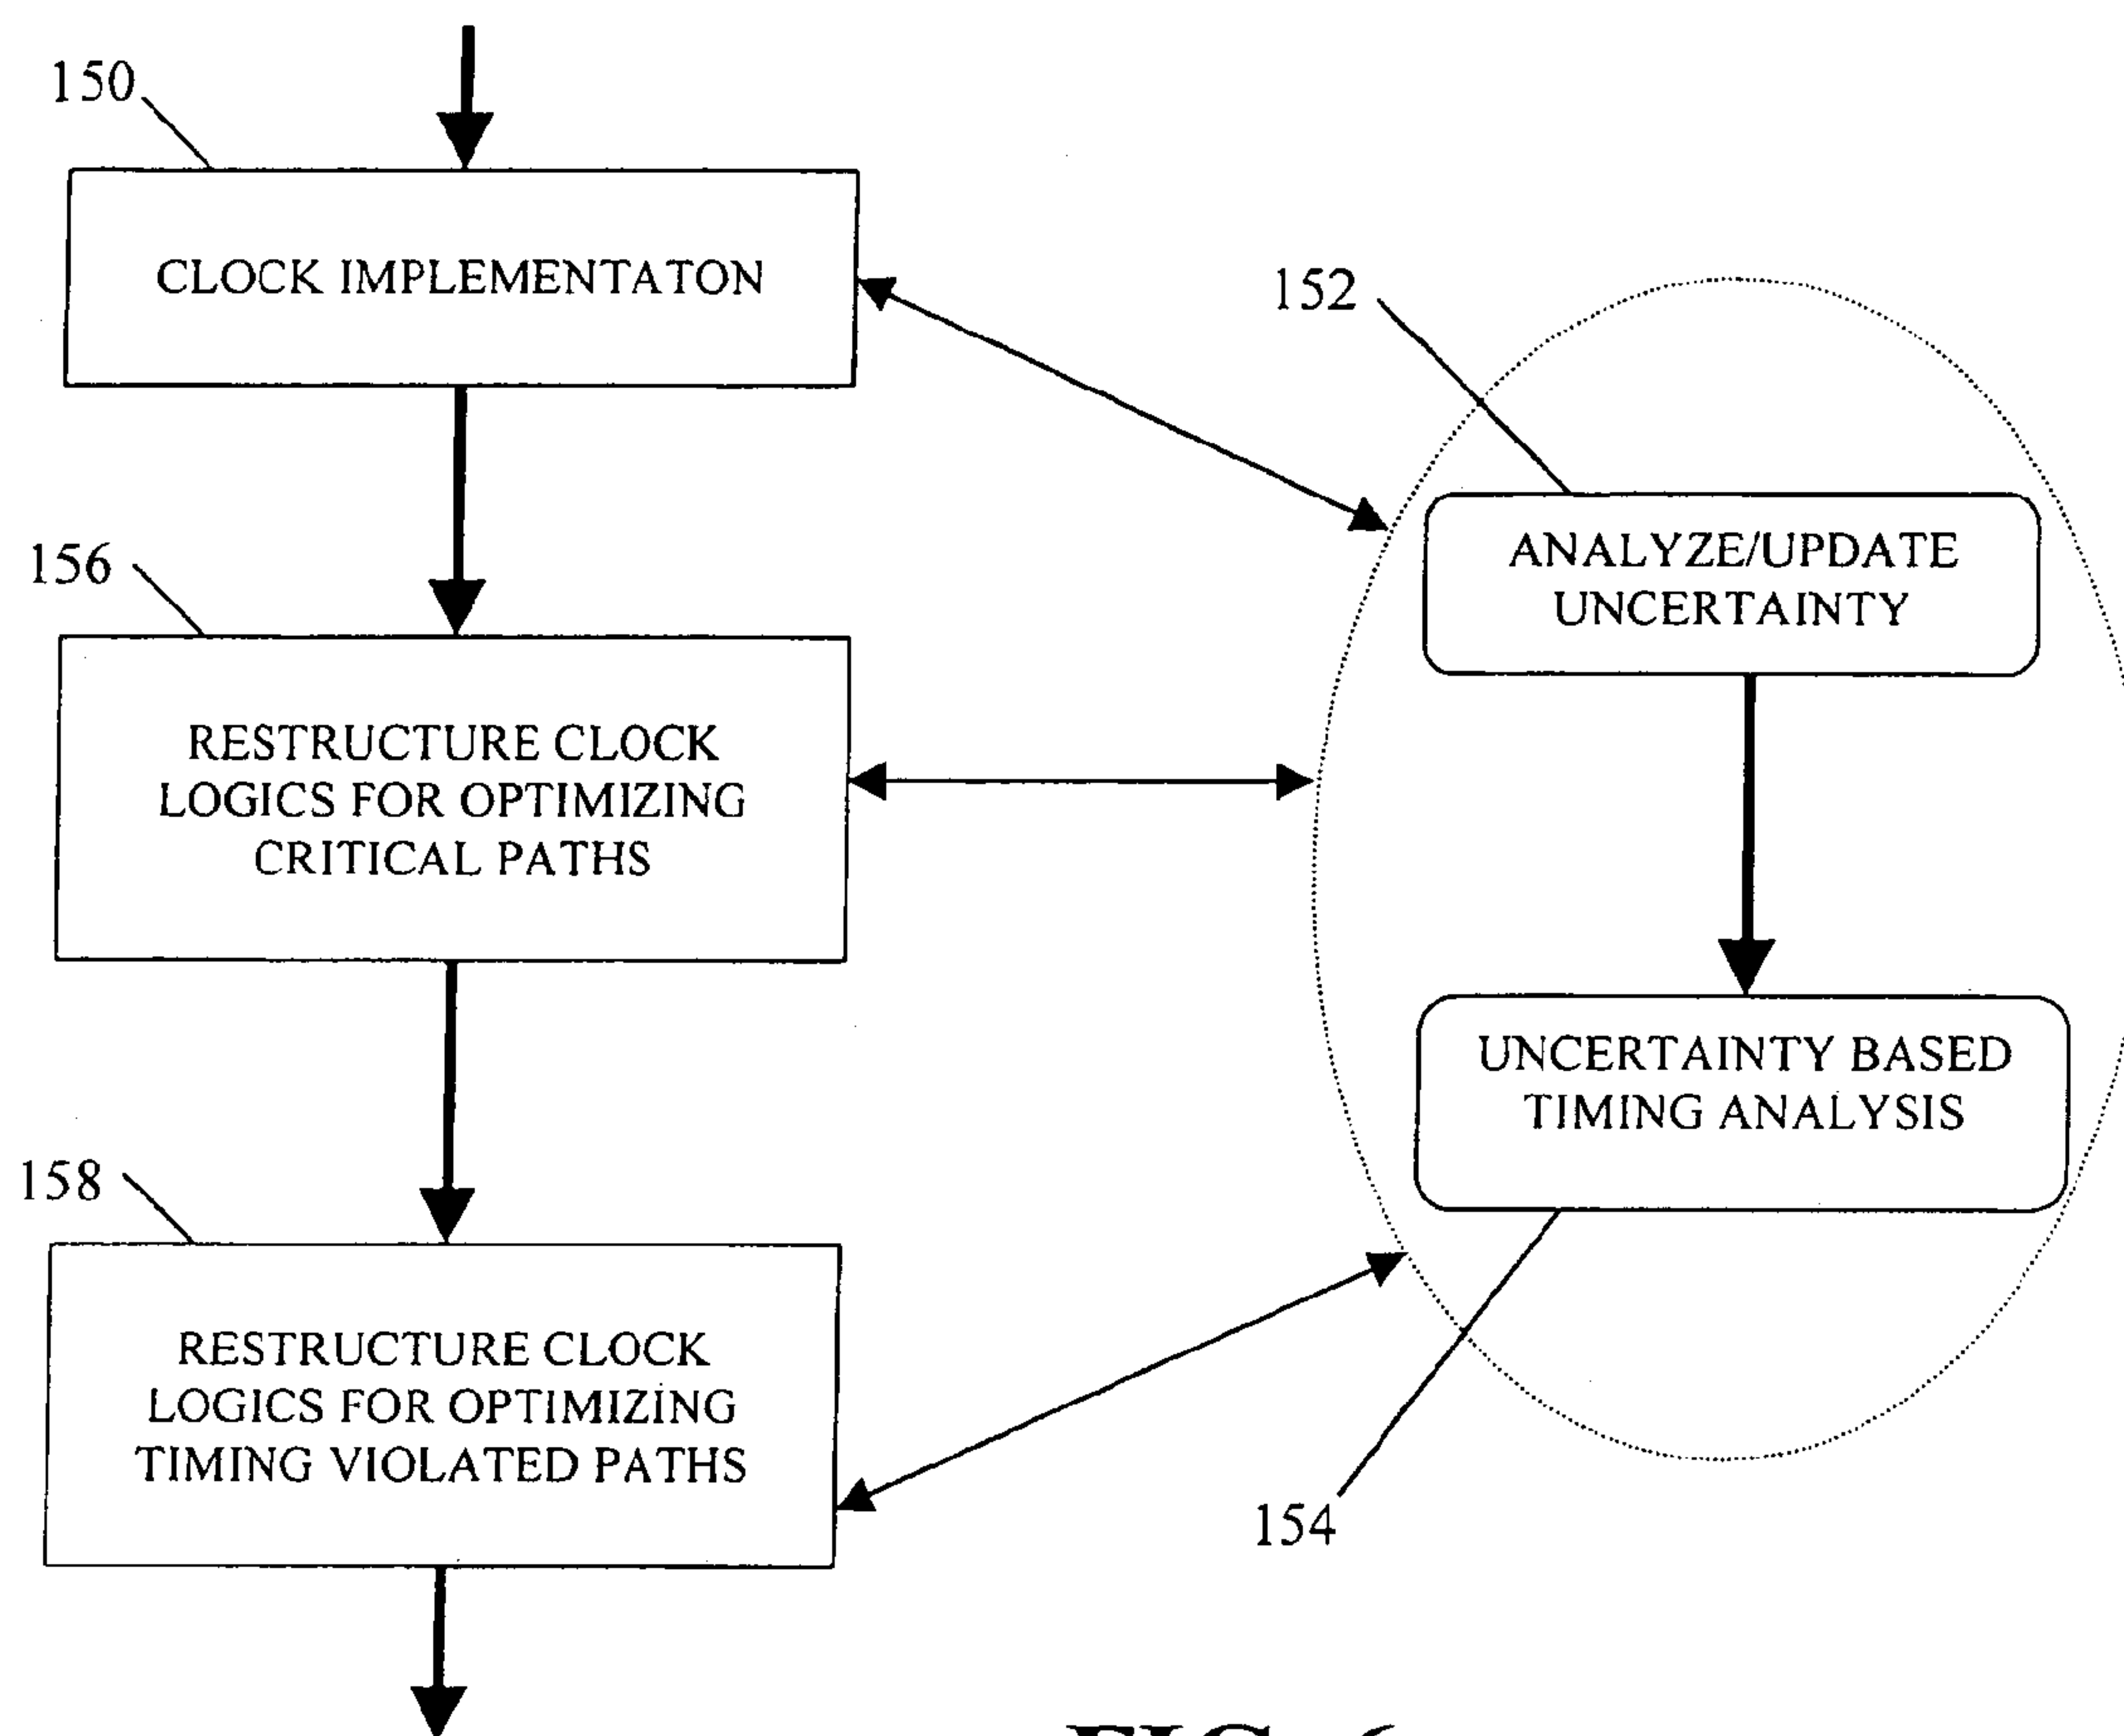 150
CLOCK IMPLEMENTATON
152
ANALYZE/UPDATE
UNCERTAINTY
156
RESTRUCTURE CLOCK
LOGICS FOR OPTIMIZING
CRITICAL PATHS
UNCERTAINTY BASED
TIMING ANALYSIS
158
RESTRUCTURE CLOCK
LOGICS FOR OPTIMIZING
TIMING VIOLATED PATHS
154